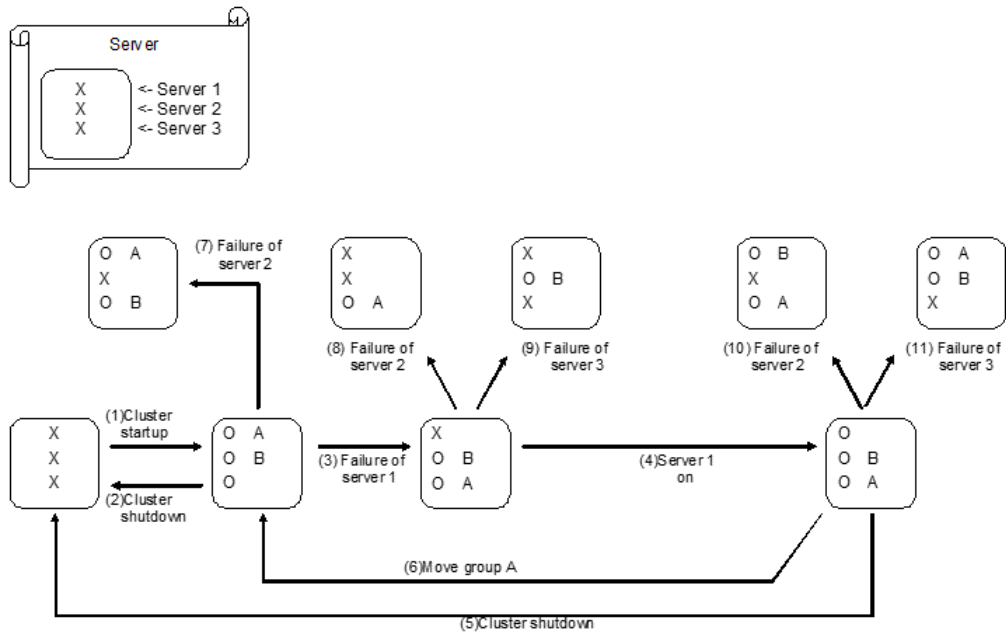 Server
X <- Server 1
X <- Server 2
X <- Server 3
O A
X
O B
(7) Failure of
server 2
X
X
O A
(8) Failure of
server 2
X
O B
X
(9) Failure of
server 3
O B
X
O A
(10) Failure of
server 2
O A
O B
X
(11) Failure of
server 3
X
X
X
(1)Cluster
startup
(2)Cluster
shutdown
O A
O B
O
(3) Failure of
server 1
X
O B
O A
(4)Server 1
on
O
O B
O A
(6)Move group A
(5)Cluster shutdown